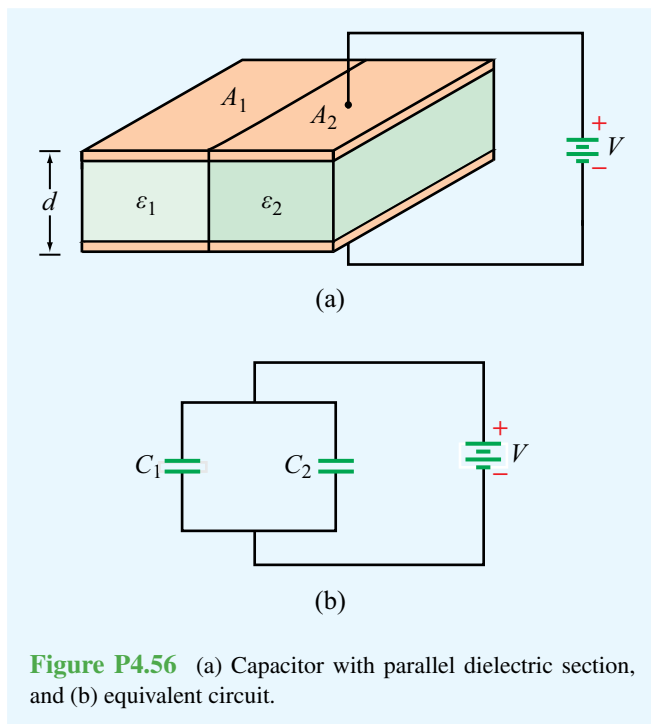 A1
A2
+
V
−
d
ε1
ε2
(a)
C1
C2
+
V
−
(b)
Figure P4.56 (a) Capacitor with parallel dielectric section,
and (b) equivalent circuit.